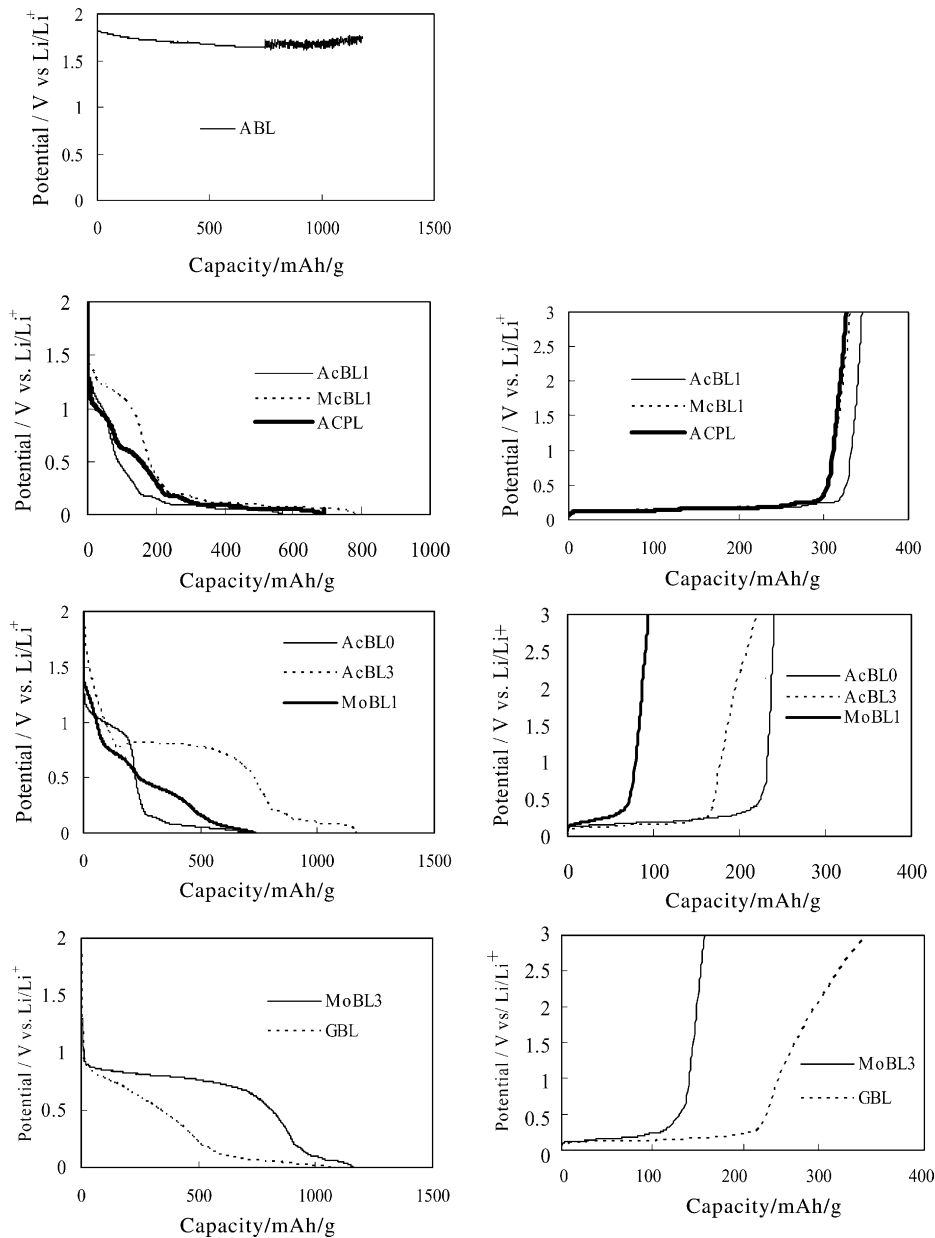 2
1.5
1
0.5
0
Potential / V vs Li/Li+
ABL
0 500 1000 1500
Capacity/mAh/g
2
1.5
1
0.5
0
Potential / V vs. Li/Li+
AcBL1
McBL1
ACPL
0 200 400 600 800 1000
Capacity/mAh/g
3
2.5
2
1.5
1
0.5
0
Potential / V vs. Li/Li+
AcBL1
McBL1
ACPL
0 100 200 300 400
Capacity/mAh/g
2
1.5
1
0.5
0
Potential / V vs. Li/Li+
AcBL0
AcBL3
MoBL1
0 500 1000 1500
Capacity/mAh/g
3
2
1
0
Potential / V vs. Li/Li+
AcBL0
AcBL3
MoBL1
0 100 200 300 400
Capacity/mAh/g
2
1.5
1
0.5
0
Potential / V vs. Li/Li+
MoBL3
GBL
0 500 1000 1500
Capacity/mAh/g
3
2.5
2
1.5
1
0.5
0
Potential / V vs/ Li/Li+
MoBL3
GBL
0 100 200 300 400
Capacity/mAh/g